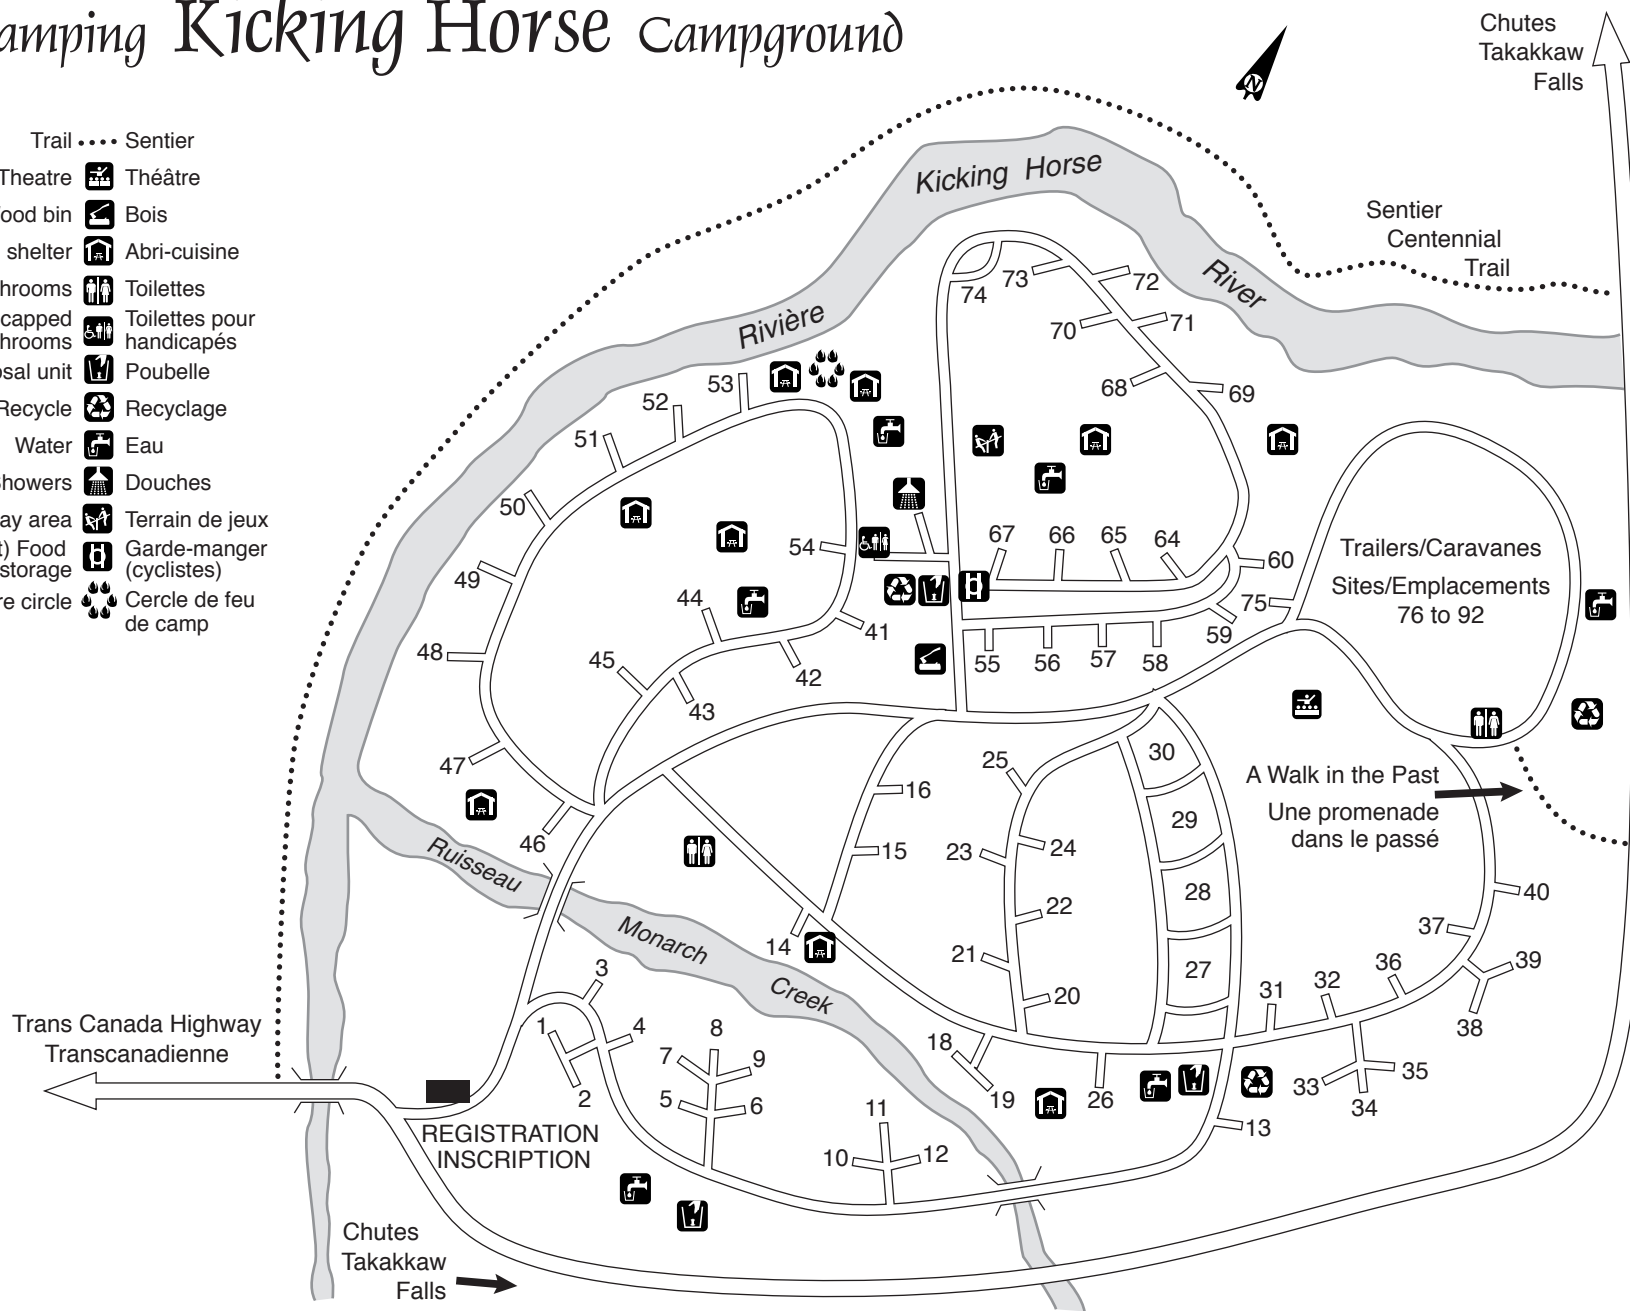 amping Kicking Horse Campground
Chutes
Takakkaw
Falls
N
Trail Sentier
Theatre Théâtre
ood bin Bois
shelter Abri-cuisine
hrooms Toilettes
capped Toilettes pour
hrooms handicapés
osal unit Poubelle
Recycle Recyclage
Water Eau
howers Douches
ay area Terrain de jeux
t) Food Garde-manger
storage (cyclistes)
re circle Cercle de feu
de camp
Kicking Horse
River
Rivière
Sentier
Centennial
Trail
73
74
72
70
71
68
69
53
52
51
50
49
48
47
46
54
44
45
41
42
43
67
66
65
64
60
75
59
55
56
57
58
Trailers/Caravanes
Sites/Emplacements
76 to 92
A Walk in the Past
Une promenade
dans le passé
30
29
28
27
25
24
23
22
21
20
16
15
14
18
19
26
31
32
36
37
40
39
38
33
35
34
13
Ruisseau
Monarch
Creek
3
1
4
2
8
7
9
5
6
11
10
12
Trans Canada Highway
Transcanadienne
REGISTRATION
INSCRIPTION
Chutes
Takakkaw
Falls